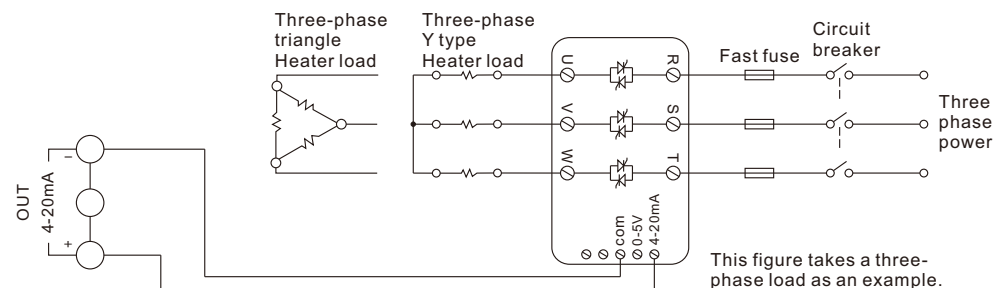 Three-phase
triangle
Heater load
Three-phase
Y type
Heater load
Circuit
breaker
Fast fuse
U
R
V
S
W
T
Three
phase
power
OUT
4-20mA
−
+
com
0-5V
4-20mA
This figure takes a three-
phase load as an example.